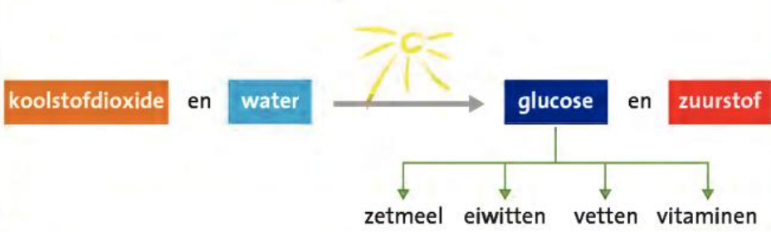 koolstofdioxide en water glucose en zuurstof
zetmeel eiwitten vetten vitaminen